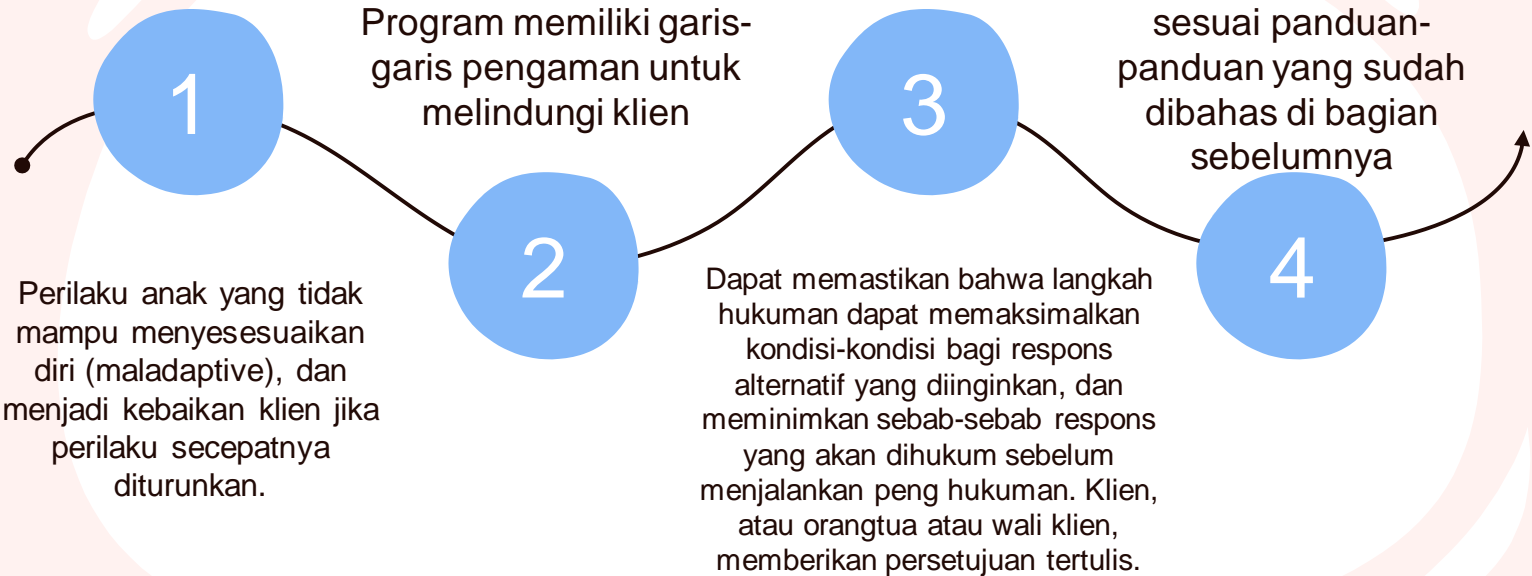 1
Perilaku anak yang tidak
mampu menyesesuaikan
diri (maladaptive), dan
menjadi kebaikan klien jika
perilaku secepatnya
diturunkan.
Program memiliki garis-
garis pengaman untuk
melindungi klien
2
3
Dapat memastikan bahwa langkah
hukuman dapat memaksimalkan
kondisi-kondisi bagi respons
alternatif yang diinginkan, dan
meminimkan sebab-sebab respons
yang akan dihukum sebelum
menjalankan peng hukuman. Klien,
atau orangtua atau wali klien,
memberikan persetujuan tertulis.
sesuai panduan-
panduan yang sudah
dibahas di bagian
sebelumnya
4